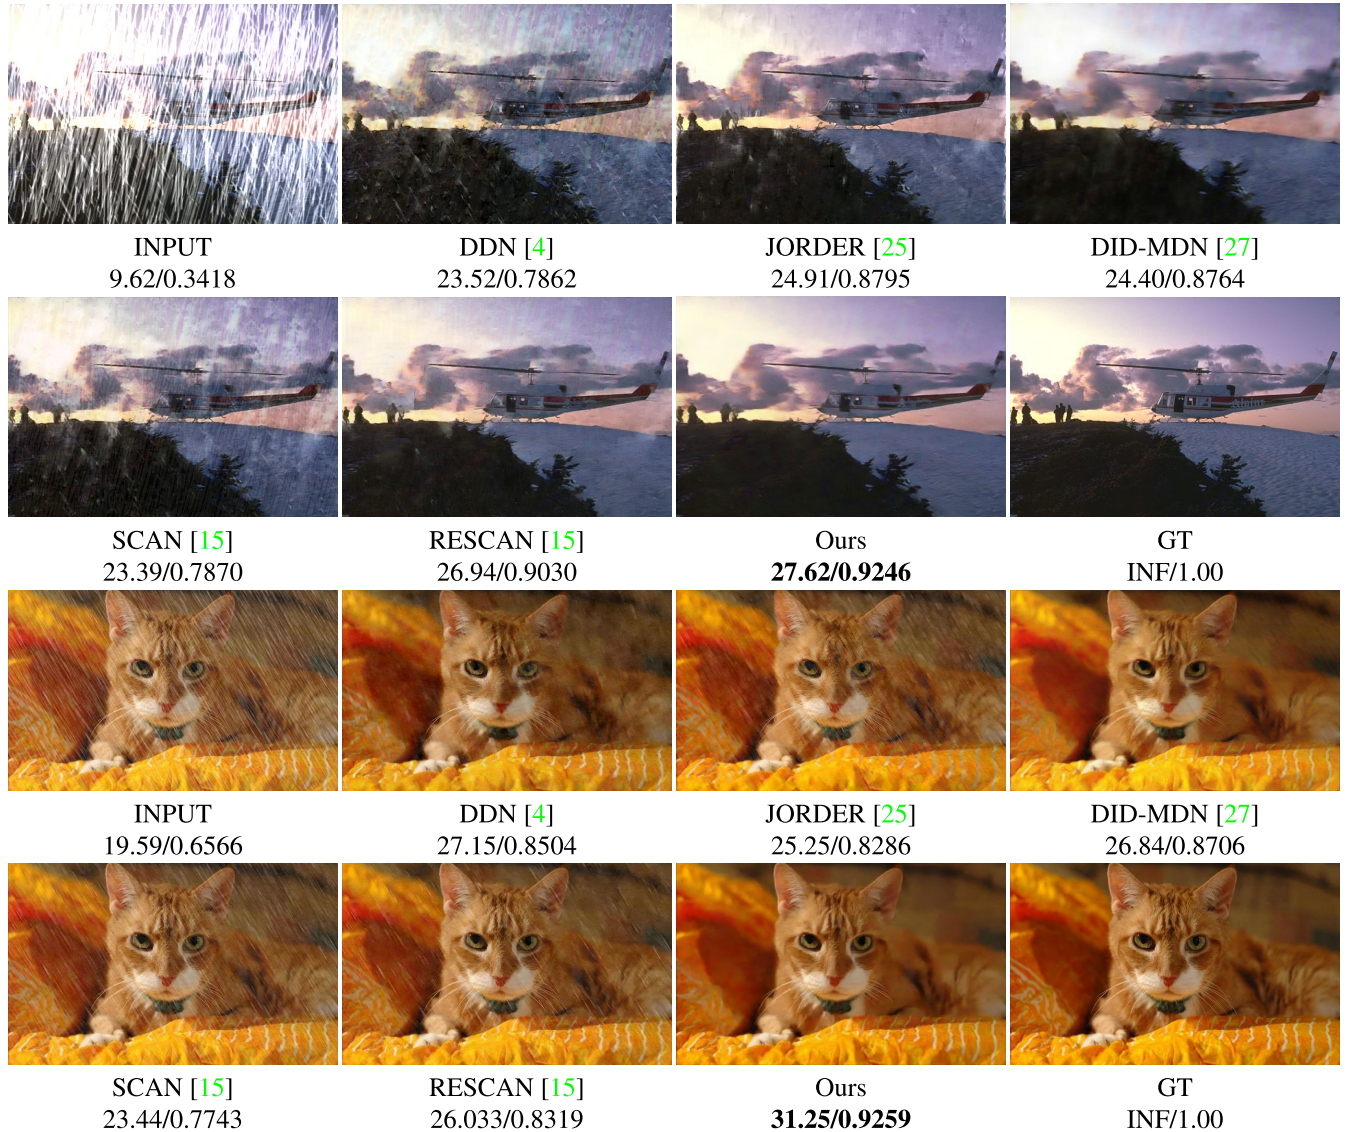 INPUT DDN [4] JORDER [25] DID-MDN [27]
9.62/0.3418 23.52/0.7862 24.91/0.8795 24.40/0.8764
SCAN [15] RESCAN [15] Ours GT
23.39/0.7870 26.94/0.9030 27.62/0.9246 INF/1.00
INPUT DDN [4] JORDER [25] DID-MDN [27]
19.59/0.6566 27.15/0.8504 25.25/0.8286 26.84/0.8706
SCAN [15] RESCAN [15] Ours GT
23.44/0.7743 26.033/0.8319 31.25/0.9259 INF/1.00